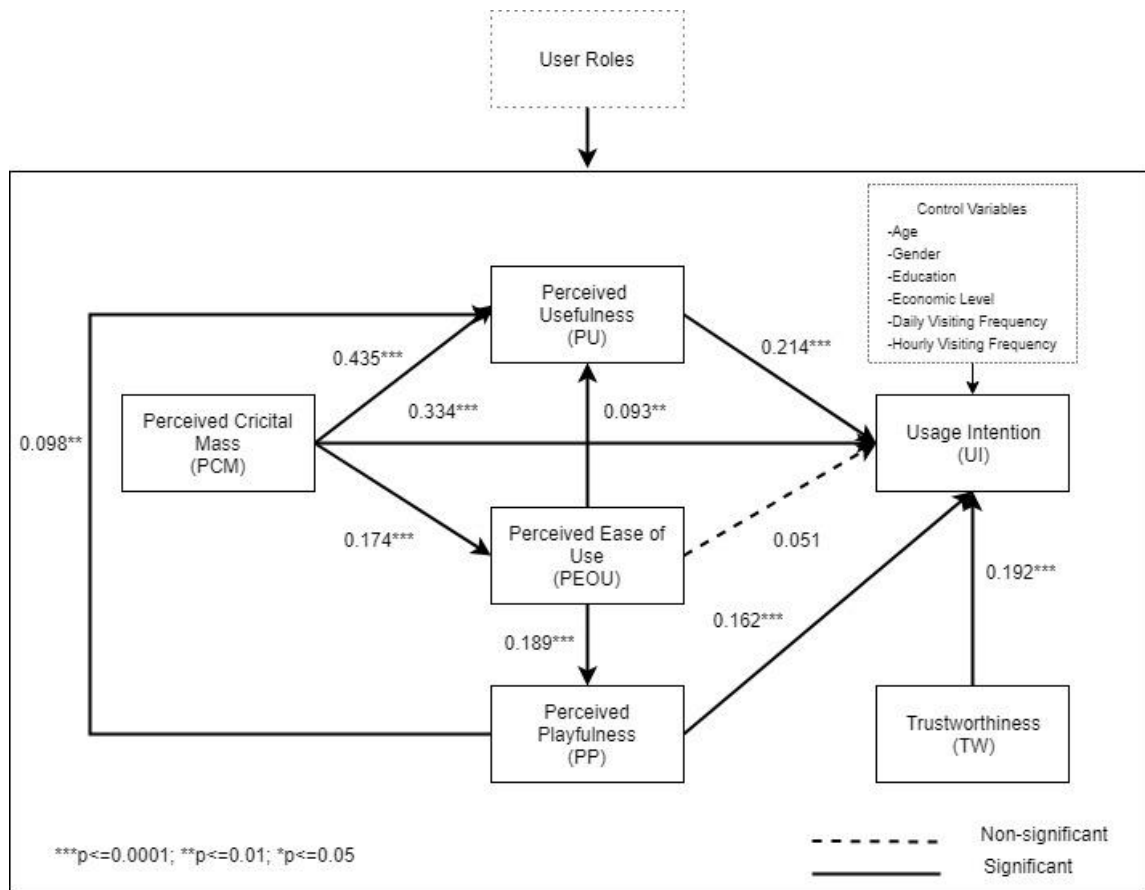 User Roles
Control Variables
-Age
-Gender
-Education
-Economic Level
-Daily Visiting Frequency
-Hourly Visiting Frequency
Perceived
Usefulness
(PU)
0.435***
0.214***
Perceived Cricital
Mass
(PCM)
0.098**
0.334***
0.093**
Usage Intention
(UI)
0.174***
Perceived Ease of
Use
(PEOU)
0.051
0.192***
0.189***
0.162***
Perceived
Playfulness
(PP)
Trustworthiness
(TW)
Non-significant
Significant
***p<=0.0001; **p<=0.01; *p<=0.05